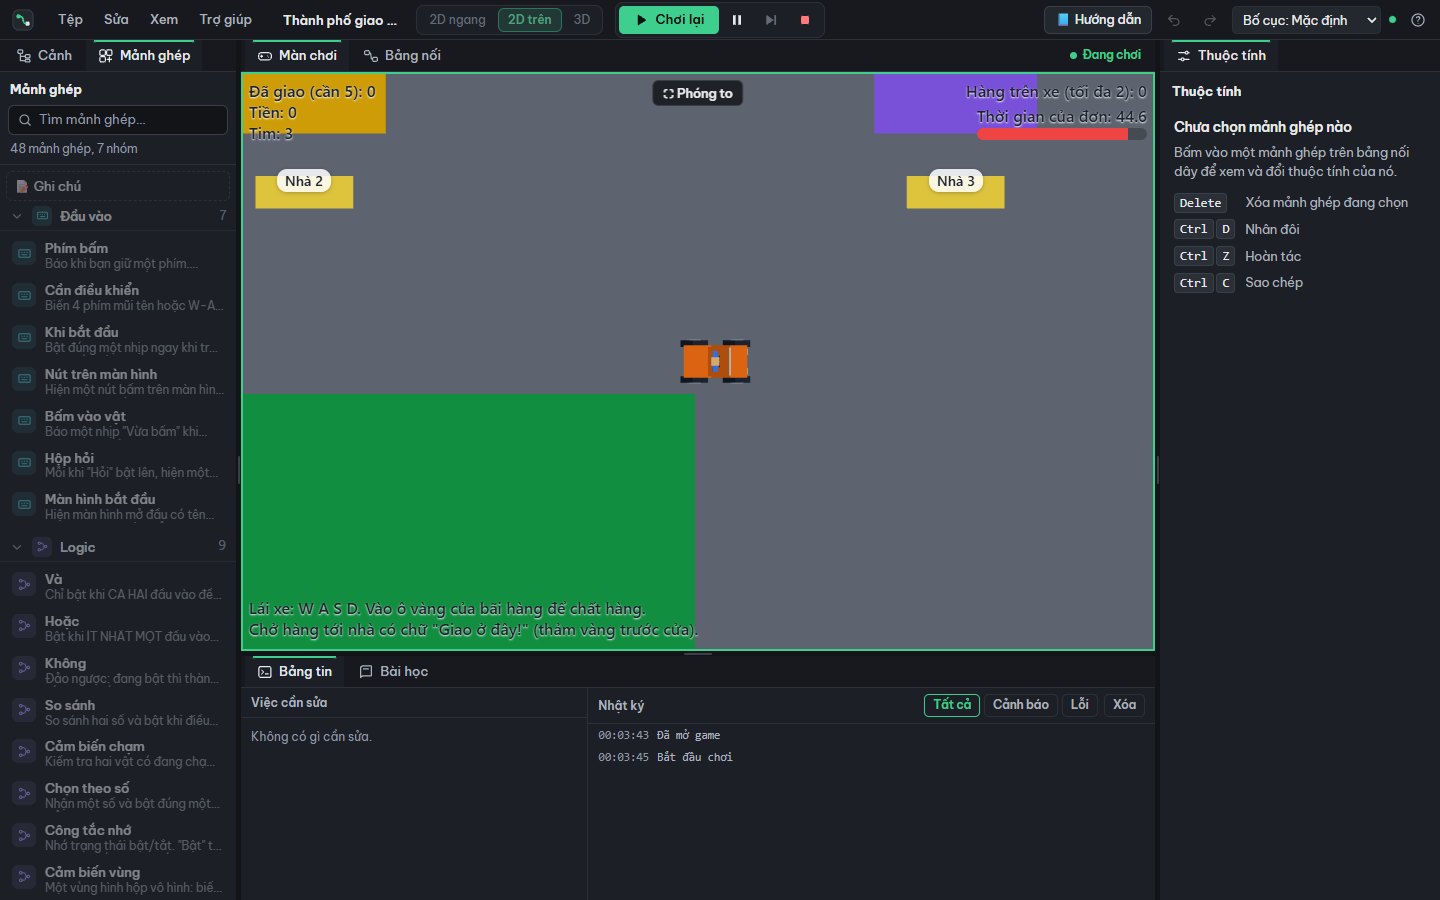 Tệp Sửa Xem Trợ giúp Thành phố giao ... 2D ngang 2D trên 3D Chơi lại Hướng dẫn Bố cục: Mặc định
Cảnh Mảnh ghép Màn chơi Bảng nối Đang chơi Thuộc tính
Mảnh ghép
Tìm mảnh ghép...
48 mảnh ghép, 7 nhóm
Ghi chú
Đầu vào 7
Phím bấm
Báo khi bạn giữ một phím....
Cần điều khiển
Biến 4 phím mũi tên hoặc W-A...
Khi bắt đầu
Bật đúng một nhịp ngay khi tr...
Nút trên màn hình
Hiện một nút bấm trên màn hìn...
Bấm vào vật
Báo một nhịp "Vừa bấm" khi...
Hộp hỏi
Mỗi khi "Hỏi" bật lên, hiện một...
Màn hình bắt đầu
Hiện màn hình mở đầu có tên...
Logic 9
Và
Chỉ bật khi CẢ HAI đầu vào đề...
Hoặc
Bật khi ÍT NHẤT MỘT đầu vào...
Không
Đảo ngược: đang bật thì thàn...
So sánh
So sánh hai số và bật khi điều...
Cảm biến chạm
Kiểm tra hai vật có đang chạ...
Chọn theo số
Nhận một số và bật đúng một...
Công tắc nhớ
Nhớ trạng thái bật/tắt. "Bật" t...
Cảm biến vùng
Một vùng hình hộp vô hình: biế...
Đã giao (cần 5): 0
Tiền: 0
Tim: 3
Phóng to
Hàng trên xe (tối đa 2): 0
Thời gian của đơn: 44.6
Nhà 2
Nhà 3
Lái xe: W A S D. Vào ô vàng của bãi hàng để chất hàng.
Chở hàng tới nhà có chữ "Giao ở đây!" (thảm vàng trước cửa).
Bảng tin Bài học
Việc cần sửa
Không có gì cần sửa.
Nhật ký Tất cả Cảnh báo Lỗi Xóa
00:03:43 Đã mở game
00:03:45 Bắt đầu chơi
Thuộc tính
Chưa chọn mảnh ghép nào
Bấm vào một mảnh ghép trên bảng nối
dây để xem và đổi thuộc tính của nó.
Delete Xóa mảnh ghép đang chọn
Ctrl D Nhân đôi
Ctrl Z Hoàn tác
Ctrl C Sao chép